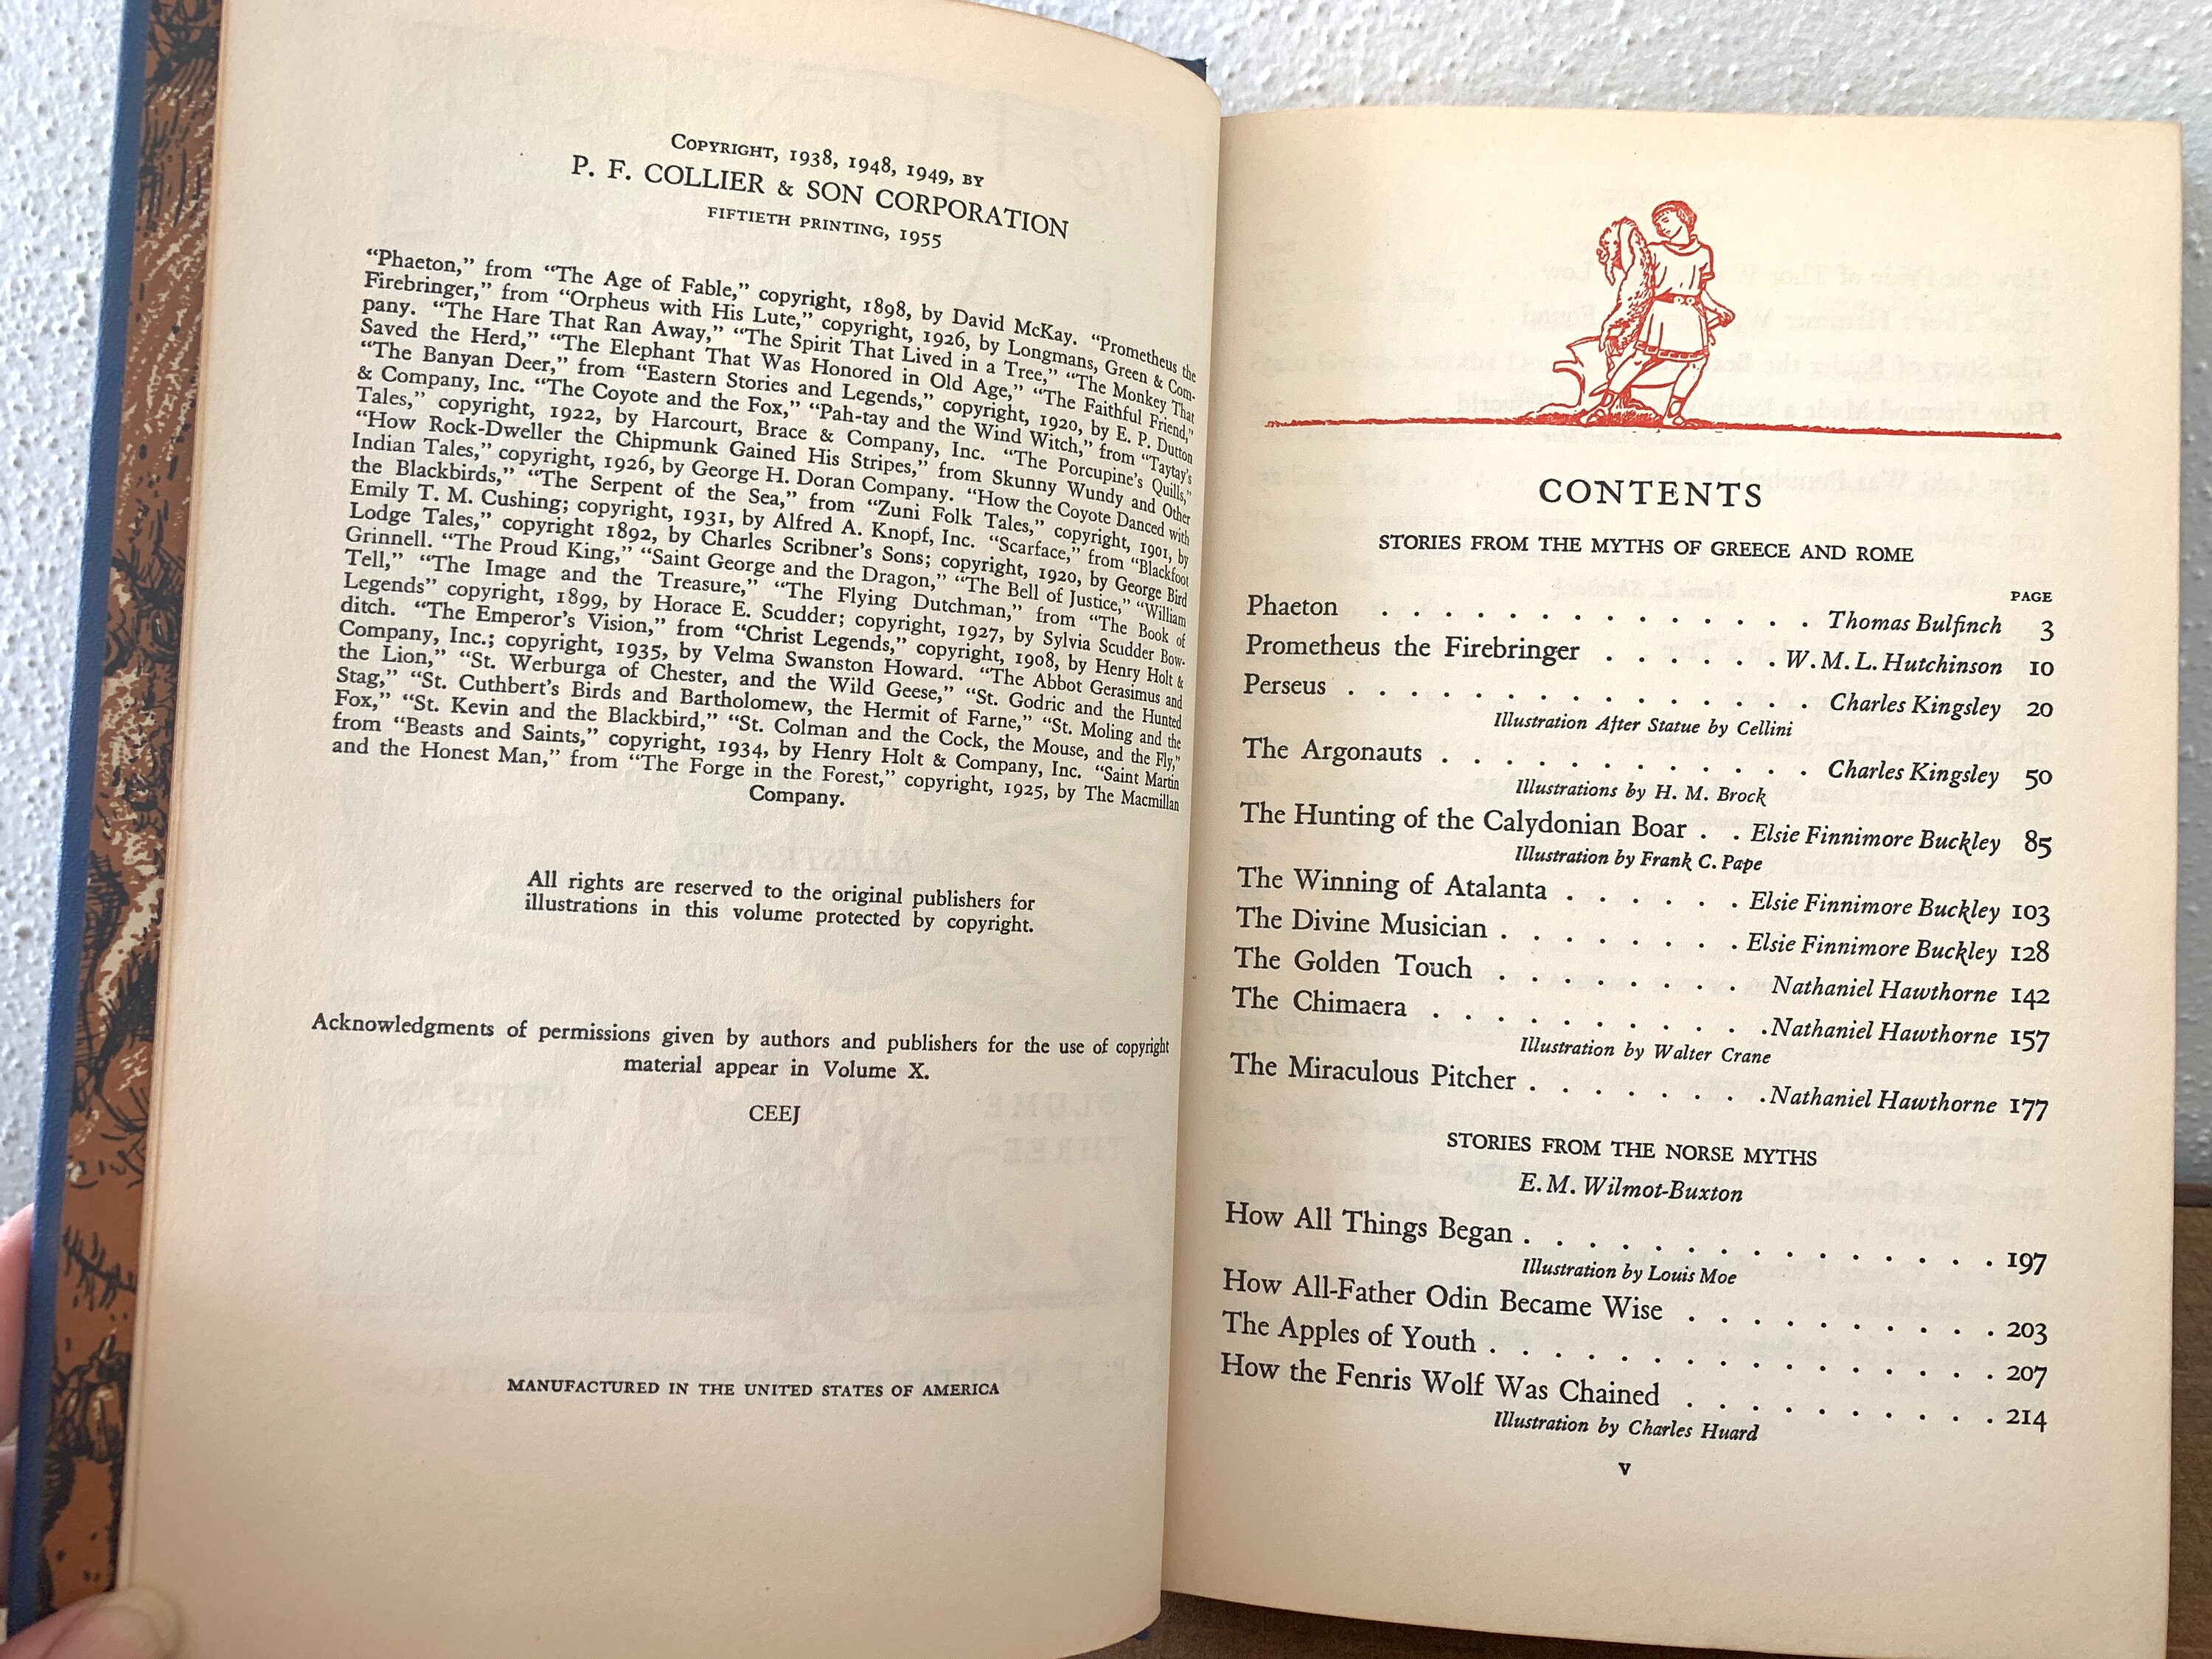 COPYRIGHT, 1938, 1948, 1949, BY
P. F. COLLIER & SON CORPORATION
FIFTIETH PRINTING, 1955
“Phaeton,” from “The Age of Fable,” copyright, 1898, by David McKay. “Prometheus the
Firebringer,” from “Orpheus with His Lute,” copyright, 1926, by Longmans, Green & Com-
pany. “The Hare That Ran Away,” “The Spirit That Lived in a Tree,” “The Monkey That
Saved the Herd,” “The Elephant That Was Honored in Old Age,” “The Faithful Friend,”
“The Banyan Deer,” from “Eastern Stories and Legends,” copyright, 1920, by E. P. Dutton
& Company, Inc. “The Coyote and the Fox,” “Pah-tay and the Wind Witch,” from “Taytay’s
Tales,” copyright, 1922, by Harcourt, Brace & Company, Inc. “The Porcupine’s Quills,”
“How Rock-Dweller the Chipmunk Gained His Stripes,” from Skunny Wundy and Other
Indian Tales,” copyright, 1926, by George H. Doran Company. “How the Coyote Danced with
the Blackbirds,” “The Serpent of the Sea,” from “Zuni Folk Tales,” copyright, 1901, by
Emily T. M. Cushing; copyright, 1931, by Alfred A. Knopf, Inc. “Scarface,” from “Blackfoot
Lodge Tales,” copyright 1892, by Charles Scribner’s Sons; copyright, 1920, by George Bird
Grinnell. “The Proud King,” “Saint George and the Dragon,” “The Bell of Justice,” “William
Tell,” “The Image and the Treasure,” “The Flying Dutchman,” from “The Book of
Legends” copyright, 1899, by Horace E. Scudder; copyright, 1927, by Sylvia Scudder Bow-
ditch. “The Emperor’s Vision,” from “Christ Legends,” copyright, 1908, by Henry Holt &
Company, Inc.; copyright, 1935, by Velma Swanston Howard. “The Abbot Gerasimus and
the Lion,” “St. Werburga of Chester, and the Wild Geese,” “St. Godric and the Hunted
Stag,” “St. Cuthbert’s Birds and Bartholomew, the Hermit of Farne,” “St. Moling and the
Fox,” “St. Kevin and the Blackbird,” “St. Colman and the Cock, the Mouse, and the Fly,”
from “Beasts and Saints,” copyright, 1934, by Henry Holt & Company, Inc. “Saint Martin
and the Honest Man,” from “The Forge in the Forest,” copyright, 1925, by The Macmillan
Company.
All rights are reserved to the original publishers for
illustrations in this volume protected by copyright.
Acknowledgments of permissions given by authors and publishers for the use of copyright
material appear in Volume X.
CEEJ
MANUFACTURED IN THE UNITED STATES OF AMERICA
CONTENTS
STORIES FROM THE MYTHS OF GREECE AND ROME
PAGE
Phaeton . . . . . . . . . . . . . . Thomas Bulfinch 3
Prometheus the Firebringer . . . . . . W. M. L. Hutchinson 10
Perseus . . . . . . . . . . . . . . . Charles Kingsley 20
Illustration After Statue by Cellini
The Argonauts . . . . . . . . . . . . Charles Kingsley 50
Illustrations by H. M. Brock
The Hunting of the Calydonian Boar . . Elsie Finnimore Buckley 85
Illustration by Frank C. Pape
The Winning of Atalanta . . . . . . Elsie Finnimore Buckley 103
The Divine Musician . . . . . . . . Elsie Finnimore Buckley 128
The Golden Touch . . . . . . . . Nathaniel Hawthorne 142
The Chimaera . . . . . . . . . . . Nathaniel Hawthorne 157
Illustration by Walter Crane
The Miraculous Pitcher . . . . . . . . Nathaniel Hawthorne 177
STORIES FROM THE NORSE MYTHS
E. M. Wilmot-Buxton
How All Things Began . . . . . . . . . . . . . . . 197
Illustration by Louis Moe
How All-Father Odin Became Wise . . . . . . . . . . 203
The Apples of Youth . . . . . . . . . . . . . . . . 207
How the Fenris Wolf Was Chained . . . . . . . . . . 214
Illustration by Charles Huard
v